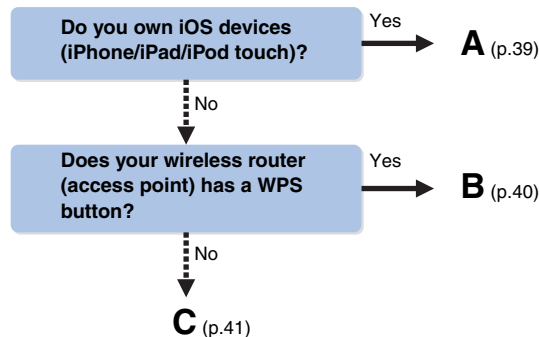 Do you own iOS devices
(iPhone/iPad/iPod touch)?
Yes
A (p.39)
No
Does your wireless router
(access point) has a WPS
button?
Yes
B (p.40)
No
C (p.41)